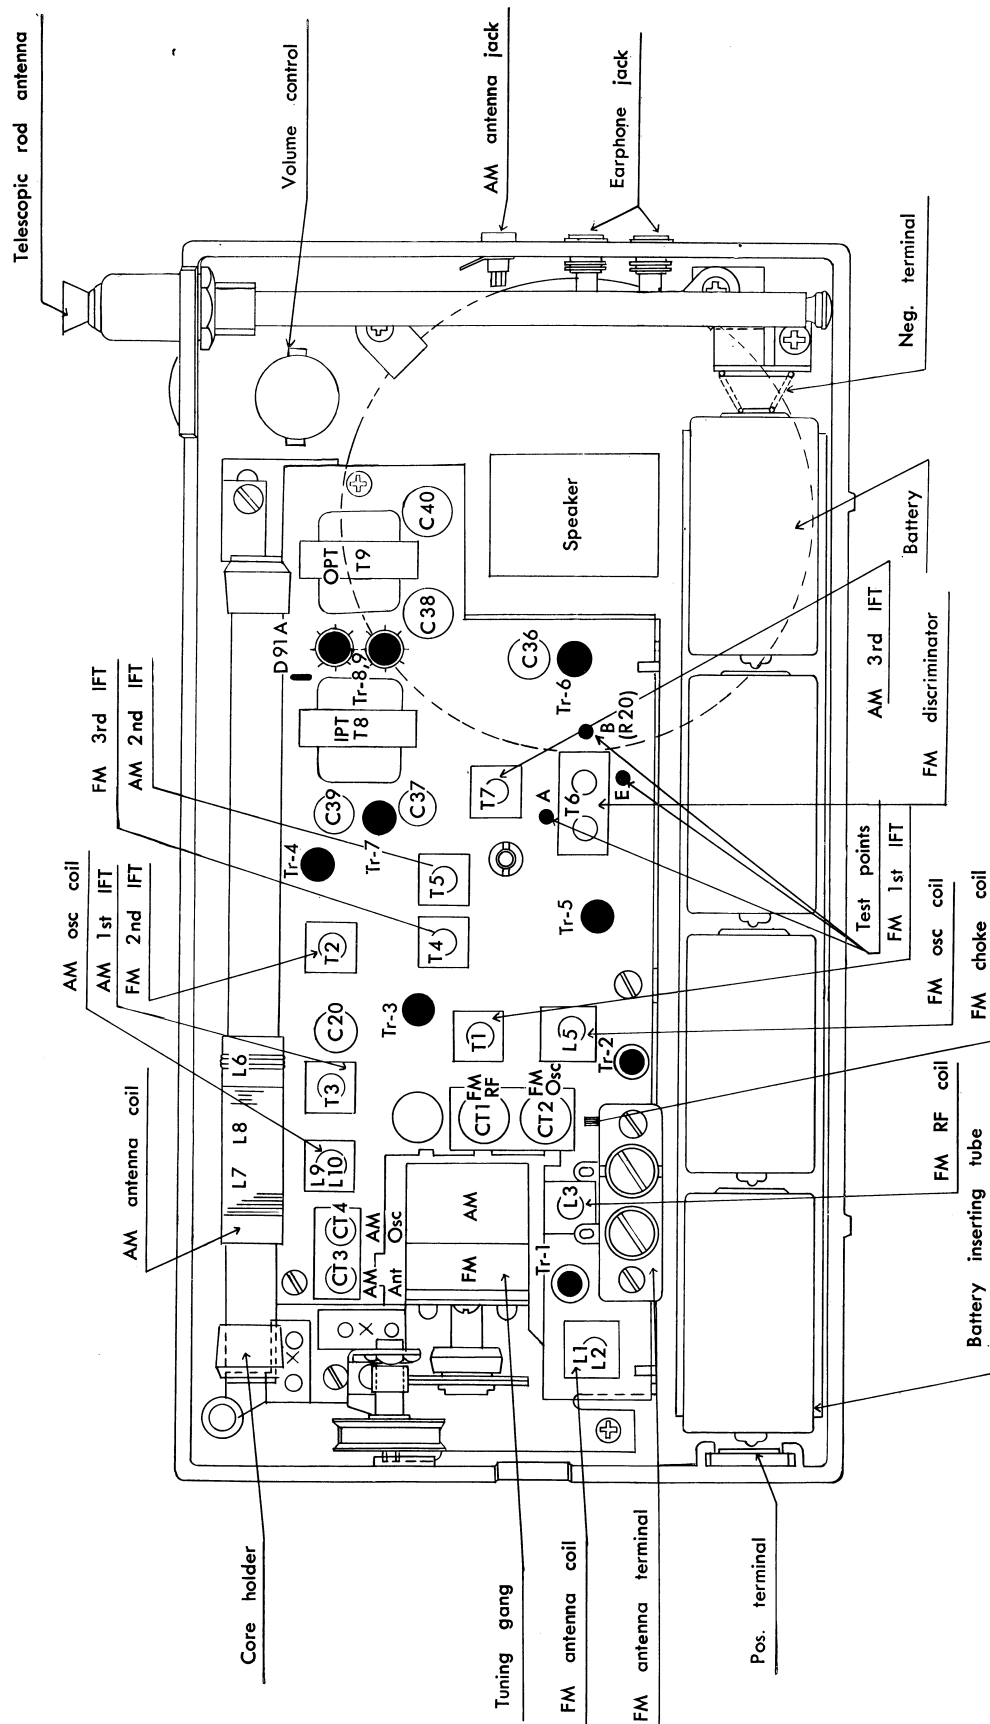 Telescopic rod antenna
Volume control
AM antenna jack
Earphone jack
Neg. terminal
Battery
AM 3rd IFT
FM discriminator
FM 3rd IFT
AM 2nd IFT
AM osc coil
AM 1st IFT
FM 2nd IFT
AM antenna coil
Core holder
Tuning gang
FM antenna coil
FM antenna terminal
Pos. terminal
Battery inserting tube
FM RF coil
FM choke coil
FM osc coil
FM 1st IFT
Test points
Speaker
OPT
T9
C40
C38
D91A
Tr-8,9
IPT
T8
C36
Tr-6
B
(R20)
T7
A
T6
E
C39
C37
Tr-7
Tr-4
T5
T4
Tr-5
T2
Tr-3
C20
T1
L5
Tr-2
T3
L6
L8
L7
L9
L10
CT4
CT3
AM
Osc
AM
Ant
CT1
FM
RF
CT2
FM
Osc
AM
FM
L3
Tr-1
L1
L2
X
X